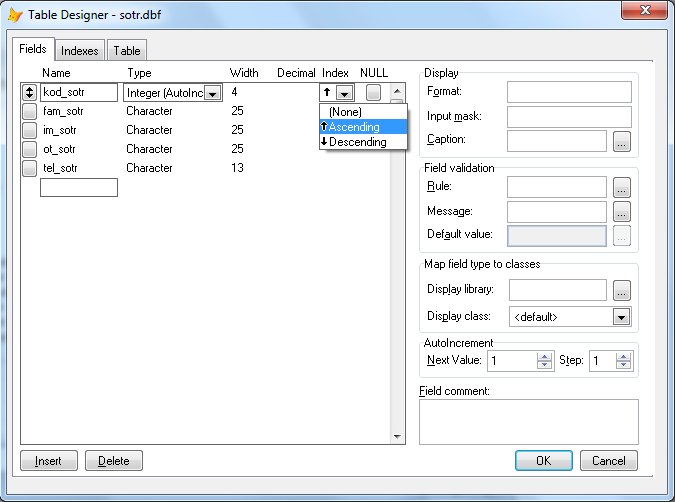 Table Designer - sotr.dbf
Fields Indexes Table
Name Type Width Decimal Index NULL
kod_sotr Integer (AutoInc 4
fam_sotr Character 25
im_sotr Character 25
ot_sotr Character 25
tel_sotr Character 13
(None)
Ascending
Descending
Display
Format:
Input mask:
Caption: ...
Field validation
Rule: ...
Message: ...
Default value: ...
Map field type to classes
Display library: ...
Display class: <default>
AutoIncrement
Next Value: 1 Step: 1
Field comment:
Insert Delete OK Cancel